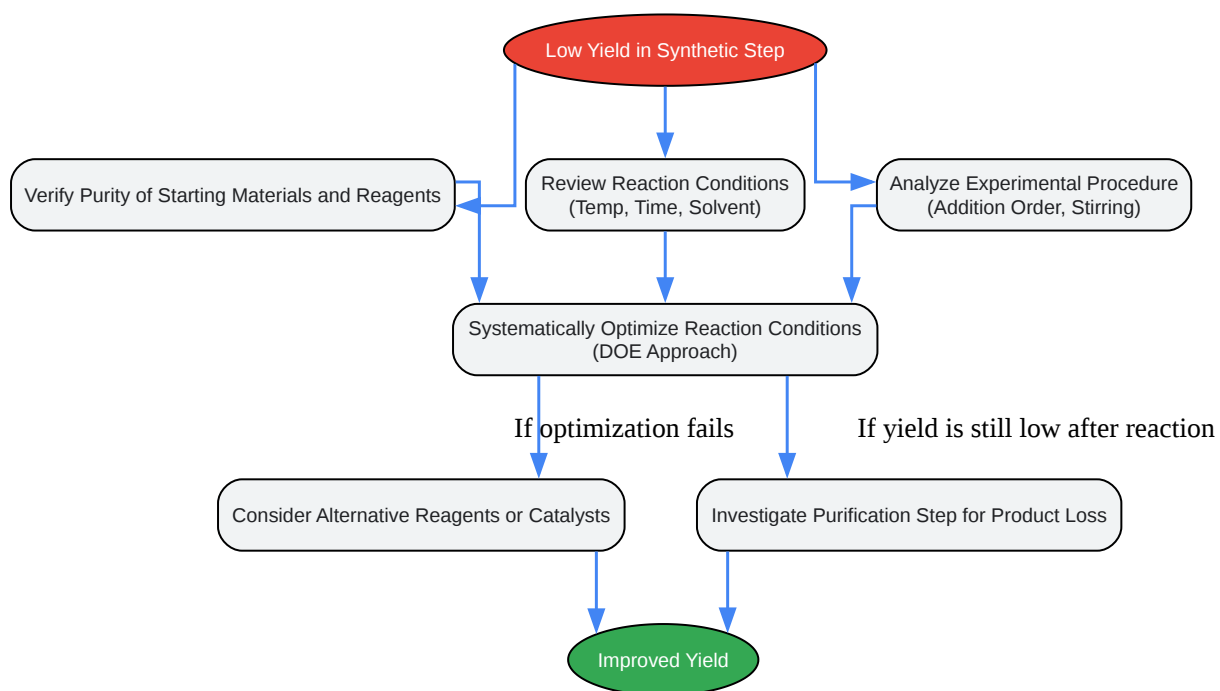 Low Yield in Synthetic Step
Verify Purity of Starting Materials and Reagents
Review Reaction Conditions
(Temp, Time, Solvent)
Analyze Experimental Procedure
(Addition Order, Stirring)
Systematically Optimize Reaction Conditions
(DOE Approach)
If optimization fails
If yield is still low after reaction
Consider Alternative Reagents or Catalysts
Investigate Purification Step for Product Loss
Improved Yield